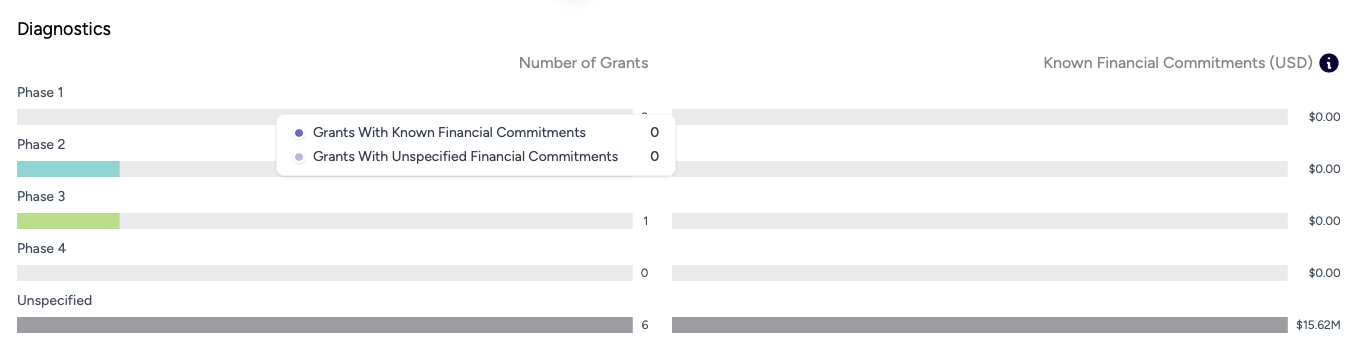 Diagnostics
Number of Grants
Known Financial Commitments (USD)
Phase 1
$0.00
Grants With Known Financial Commitments 0
Grants With Unspecified Financial Commitments 0
Phase 2
$0.00
Phase 3
1 $0.00
Phase 4
0 $0.00
Unspecified
6 $15.62M